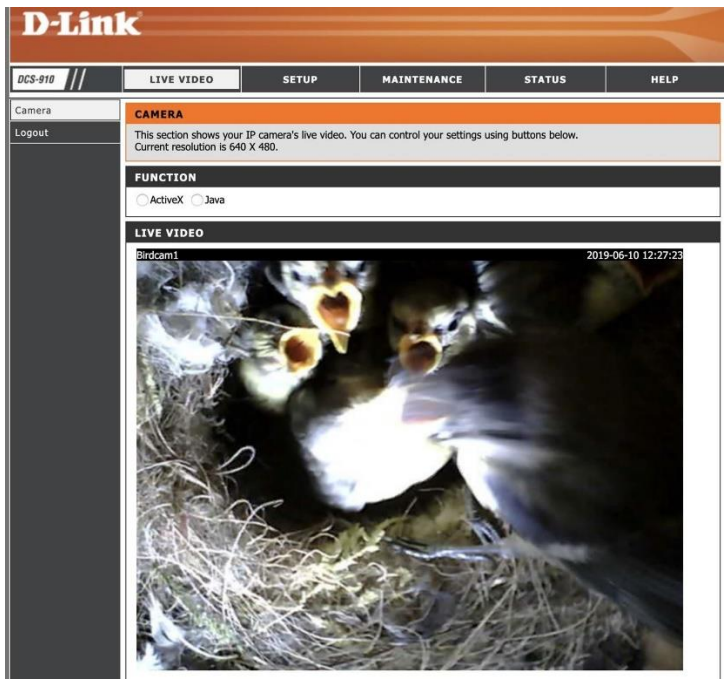 D-Link
DCS-910 // LIVE VIDEO SETUP MAINTENANCE STATUS HELP
Camera
Logout
CAMERA
This section shows your IP camera's live video. You can control your settings using buttons below.
Current resolution is 640 X 480.
FUNCTION
ActiveX Java
LIVE VIDEO
Birdcam1 2019-06-10 12:27:23